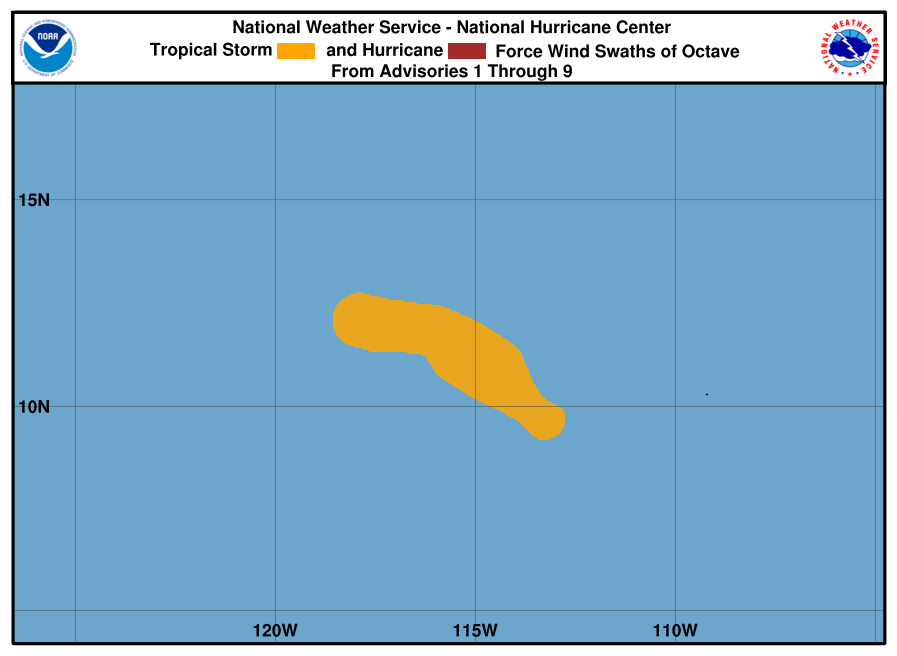 National Weather Service - National Hurricane Center
Tropical Storm and Hurricane Force Wind Swaths of Octave
From Advisories 1 Through 9
NOAA
NATIONAL WEATHER SERVICE
15N
10N
120W 115W 110W